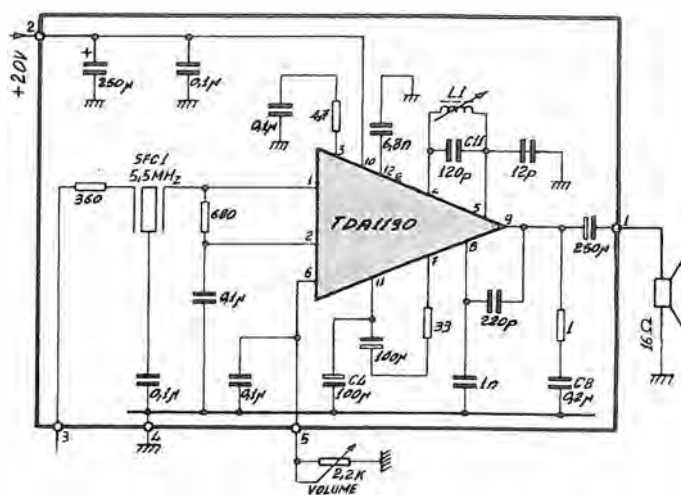 2
+20V
+
250µ
0,1µ
0,1µ
4,7
3
10
12
6,8n
L1
C11
120p
12p
4
5
SFC1
5,5MHz
360
680
1
2
6
TDA1190
9
8
7
11
250µ
1
0,1µ
100µ
33
220p
1
16Ω
0,1µ
0,1µ
C4
100µ
1n
C8
0,2µ
3
4
5
2,2K
VOLUME